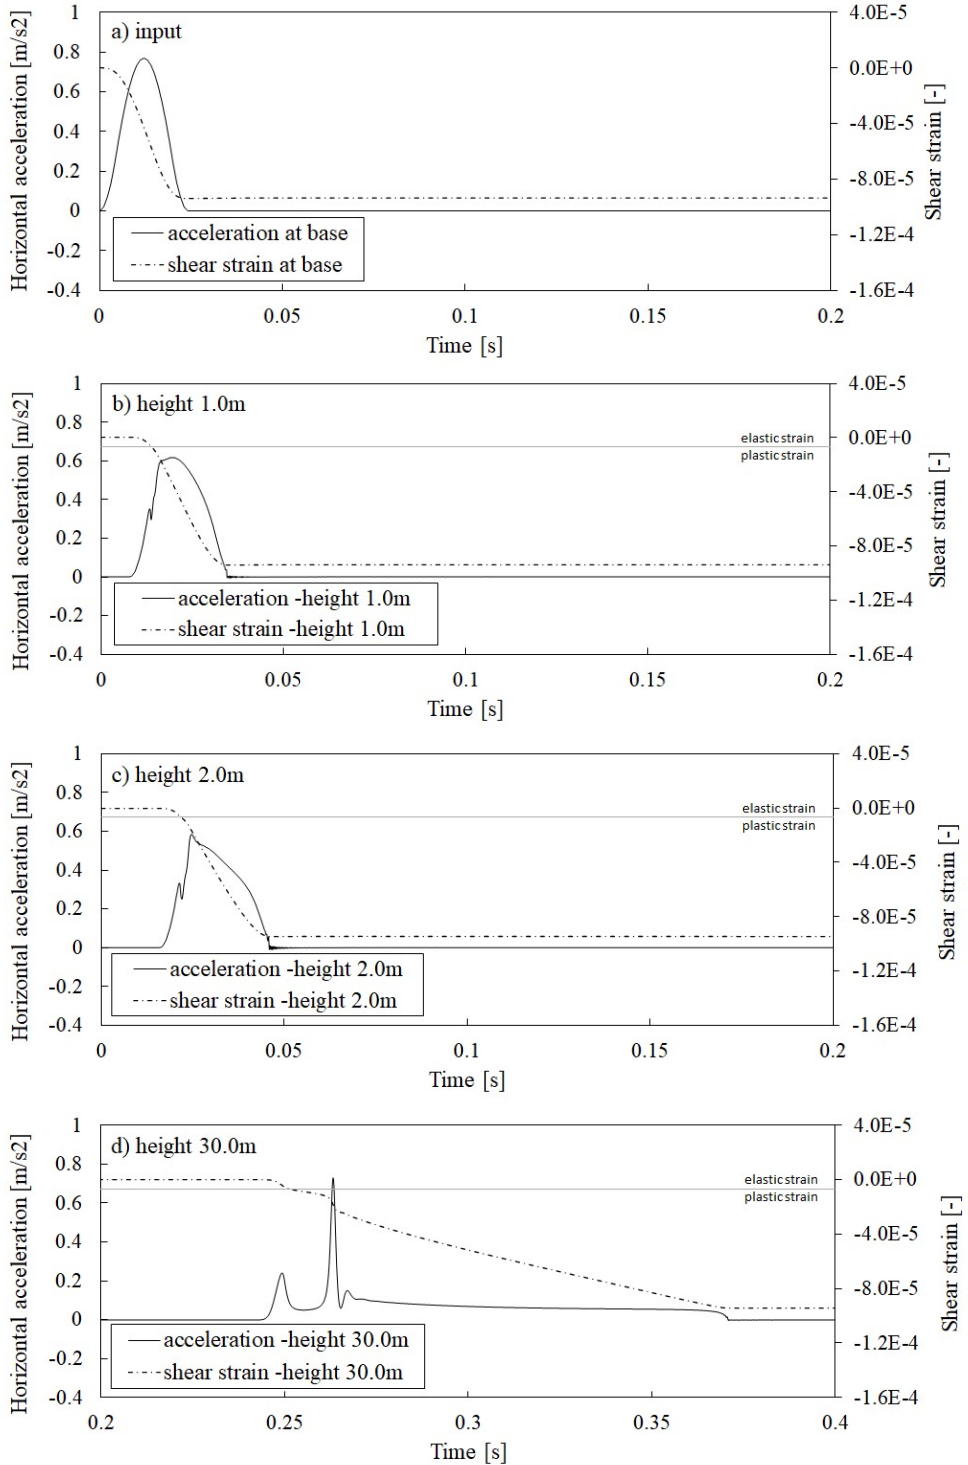 a) input
Horizontal acceleration [m/s2]
1
0.8
0.6
0.4
0.2
0
-0.2
-0.4
4.0E-5
0.0E+0
-4.0E-5
-8.0E-5
-1.2E-4
-1.6E-4
Shear strain [-]
acceleration at base
shear strain at base
0 0.05 0.1 0.15 0.2
Time [s]
b) height 1.0m
Horizontal acceleration [m/s2]
1
0.8
0.6
0.4
0.2
0
-0.2
-0.4
elastic strain
plastic strain
4.0E-5
0.0E+0
-4.0E-5
-8.0E-5
-1.2E-4
-1.6E-4
Shear strain [-]
acceleration -height 1.0m
shear strain -height 1.0m
0 0.05 0.1 0.15 0.2
Time [s]
c) height 2.0m
Horizontal acceleration [m/s2]
1
0.8
0.6
0.4
0.2
0
-0.2
-0.4
elastic strain
plastic strain
4.0E-5
0.0E+0
-4.0E-5
-8.0E-5
-1.2E-4
-1.6E-4
Shear strain [-]
acceleration -height 2.0m
shear strain -height 2.0m
0 0.05 0.1 0.15 0.2
Time [s]
d) height 30.0m
Horizontal acceleration [m/s2]
1
0.8
0.6
0.4
0.2
0
-0.2
-0.4
elastic strain
plastic strain
4.0E-5
0.0E+0
-4.0E-5
-8.0E-5
-1.2E-4
-1.6E-4
Shear strain [-]
acceleration -height 30.0m
shear strain -height 30.0m
0.2 0.25 0.3 0.35 0.4
Time [s]